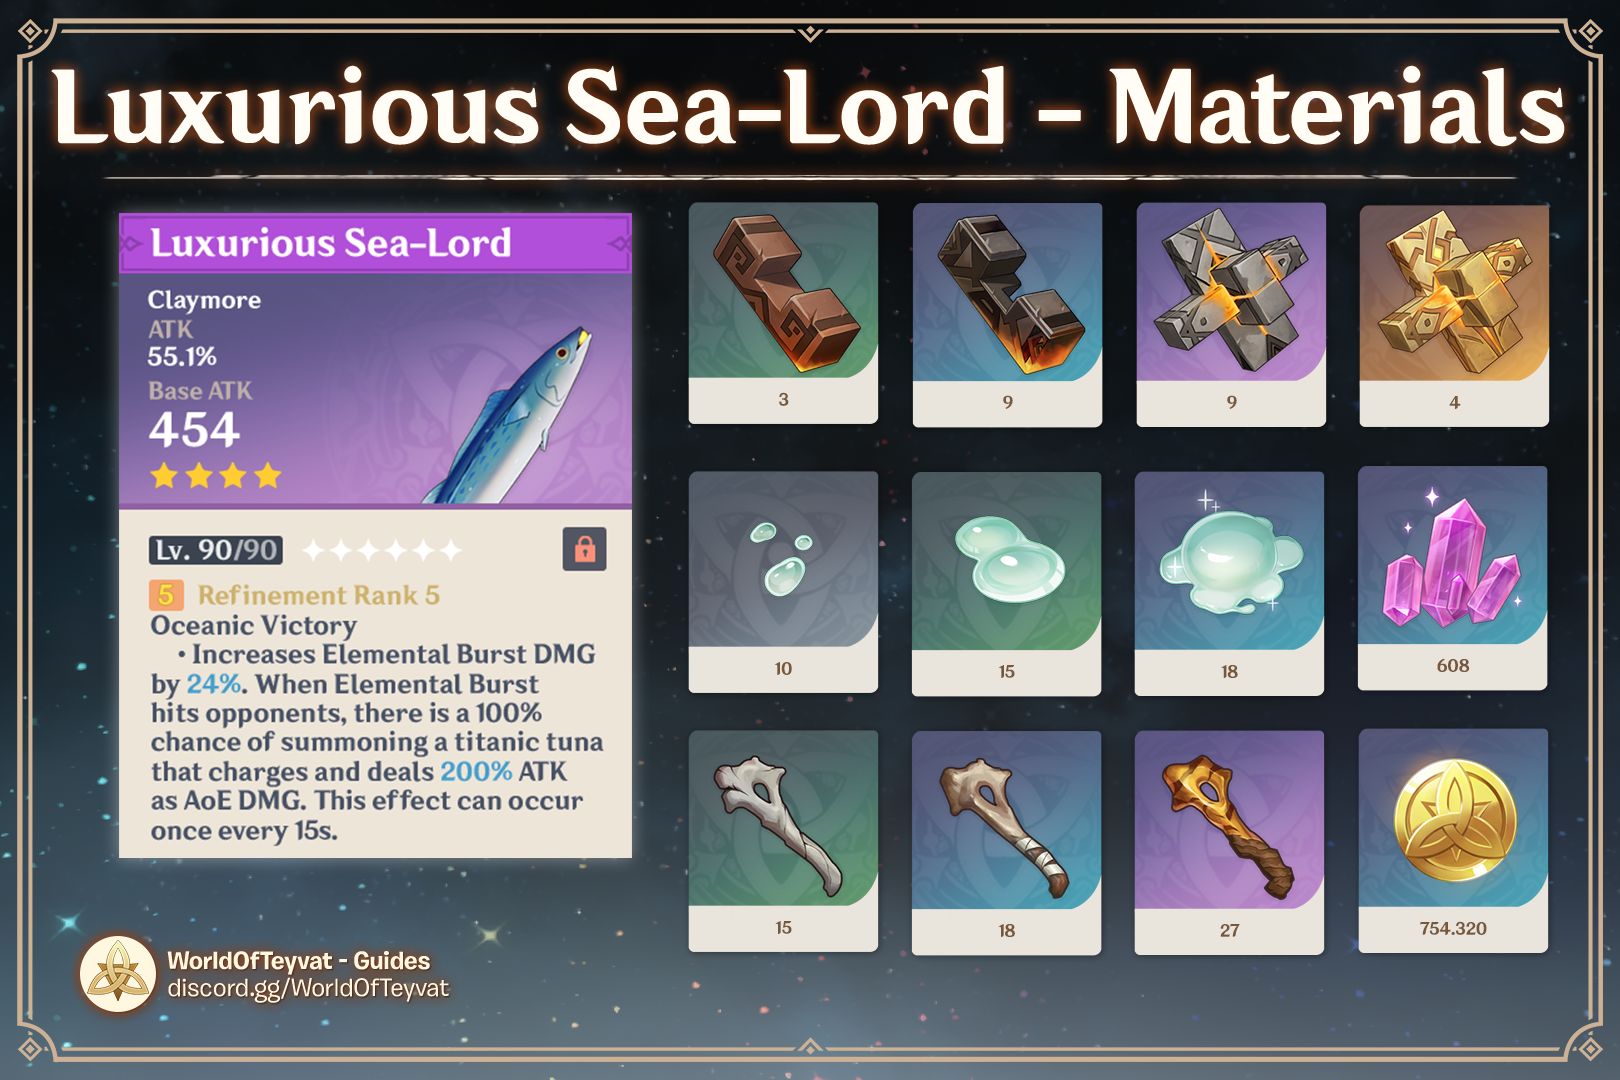 Luxurious Sea-Lord - Materials
Luxurious Sea-Lord
Claymore
ATK
55.1%
Base ATK
454
Lv. 90/90
5 Refinement Rank 5
Oceanic Victory
• Increases Elemental Burst DMG
by 24%. When Elemental Burst
hits opponents, there is a 100%
chance of summoning a titanic tuna
that charges and deals 200% ATK
as AoE DMG. This effect can occur
once every 15s.
3
9
9
4
10
15
18
608
15
18
27
754.320
WorldOfTeyvat - Guides
discord.gg/WorldOfTeyvat